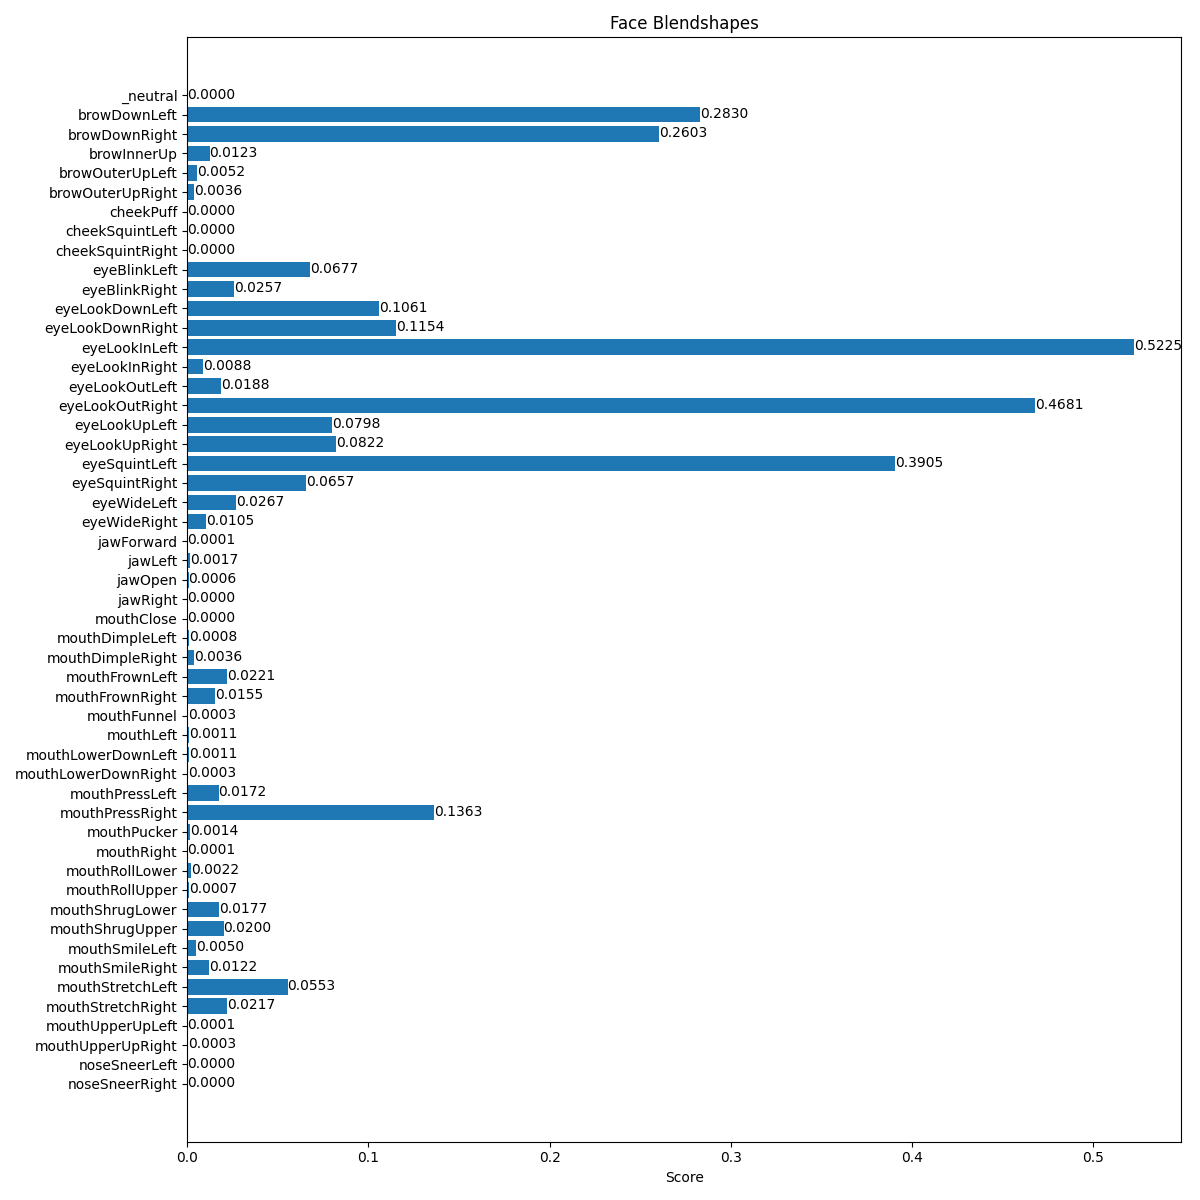 Face Blendshapes
_neutral 0.0000
browDownLeft 0.2830
browDownRight 0.2603
browInnerUp 0.0123
browOuterUpLeft 0.0052
browOuterUpRight 0.0036
cheekPuff 0.0000
cheekSquintLeft 0.0000
cheekSquintRight 0.0000
eyeBlinkLeft 0.0677
eyeBlinkRight 0.0257
eyeLookDownLeft 0.1061
eyeLookDownRight 0.1154
eyeLookInLeft 0.5225
eyeLookInRight 0.0088
eyeLookOutLeft 0.0188
eyeLookOutRight 0.4681
eyeLookUpLeft 0.0798
eyeLookUpRight 0.0822
eyeSquintLeft 0.3905
eyeSquintRight 0.0657
eyeWideLeft 0.0267
eyeWideRight 0.0105
jawForward 0.0001
jawLeft 0.0017
jawOpen 0.0006
jawRight 0.0000
mouthClose 0.0000
mouthDimpleLeft 0.0008
mouthDimpleRight 0.0036
mouthFrownLeft 0.0221
mouthFrownRight 0.0155
mouthFunnel 0.0003
mouthLeft 0.0011
mouthLowerDownLeft 0.0011
mouthLowerDownRight 0.0003
mouthPressLeft 0.0172
mouthPressRight 0.1363
mouthPucker 0.0014
mouthRight 0.0001
mouthRollLower 0.0022
mouthRollUpper 0.0007
mouthShrugLower 0.0177
mouthShrugUpper 0.0200
mouthSmileLeft 0.0050
mouthSmileRight 0.0122
mouthStretchLeft 0.0553
mouthStretchRight 0.0217
mouthUpperUpLeft 0.0001
mouthUpperUpRight 0.0003
noseSneerLeft 0.0000
noseSneerRight 0.0000
0.0 0.1 0.2 0.3 0.4 0.5
Score